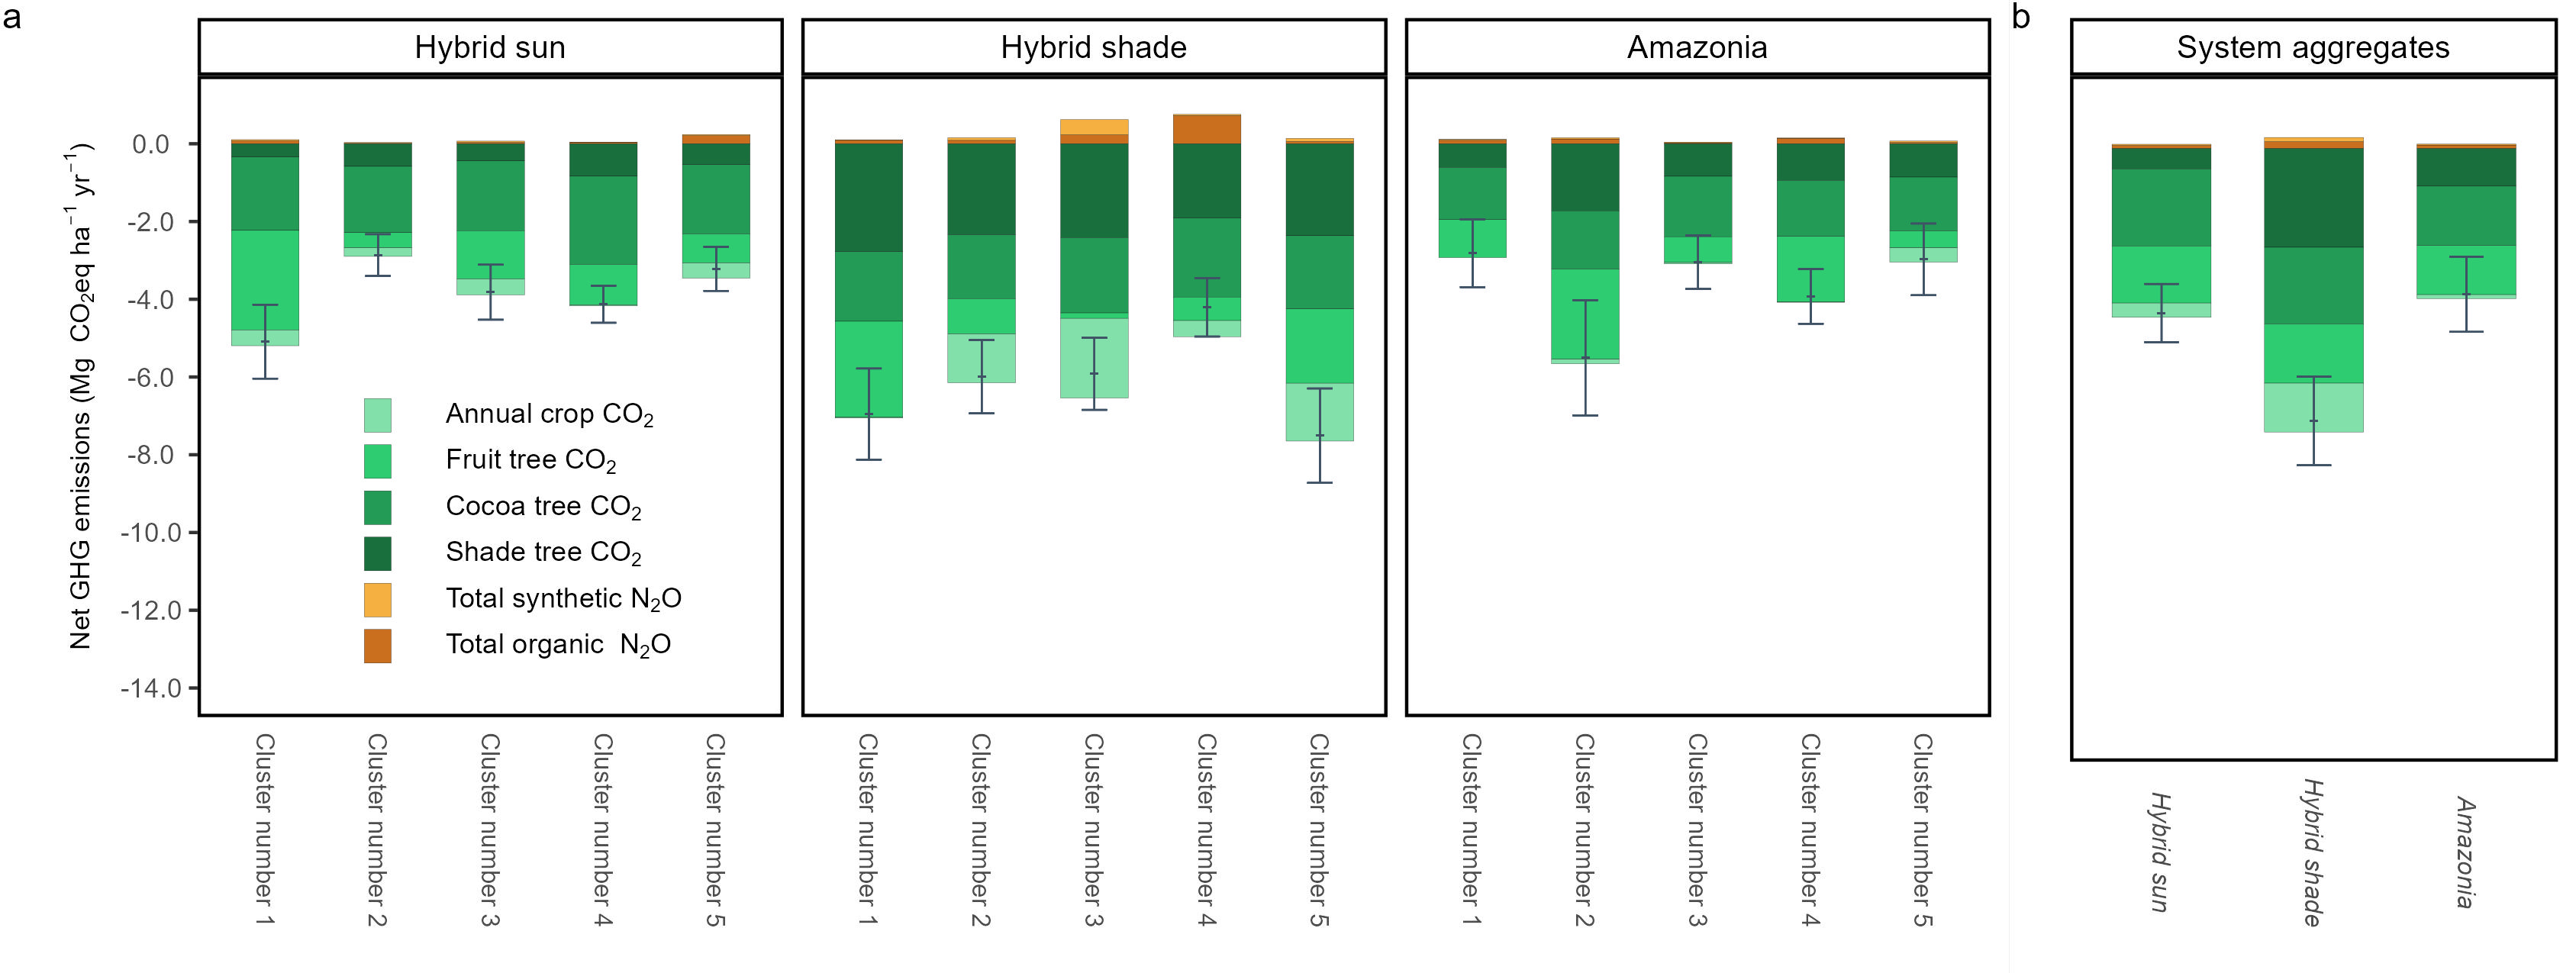 a
Hybrid sun
Hybrid shade
Amazonia
b
System aggregates
Net GHG emissions (Mg CO₂eq ha⁻¹ yr⁻¹)
0.0
-2.0
-4.0
-6.0
-8.0
-10.0
-12.0
-14.0
Annual crop CO₂
Fruit tree CO₂
Cocoa tree CO₂
Shade tree CO₂
Total synthetic N₂O
Total organic N₂O
Cluster number 1
Cluster number 2
Cluster number 3
Cluster number 4
Cluster number 5
Cluster number 1
Cluster number 2
Cluster number 3
Cluster number 4
Cluster number 5
Cluster number 1
Cluster number 2
Cluster number 3
Cluster number 4
Cluster number 5
Hybrid sun
Hybrid shade
Amazonia